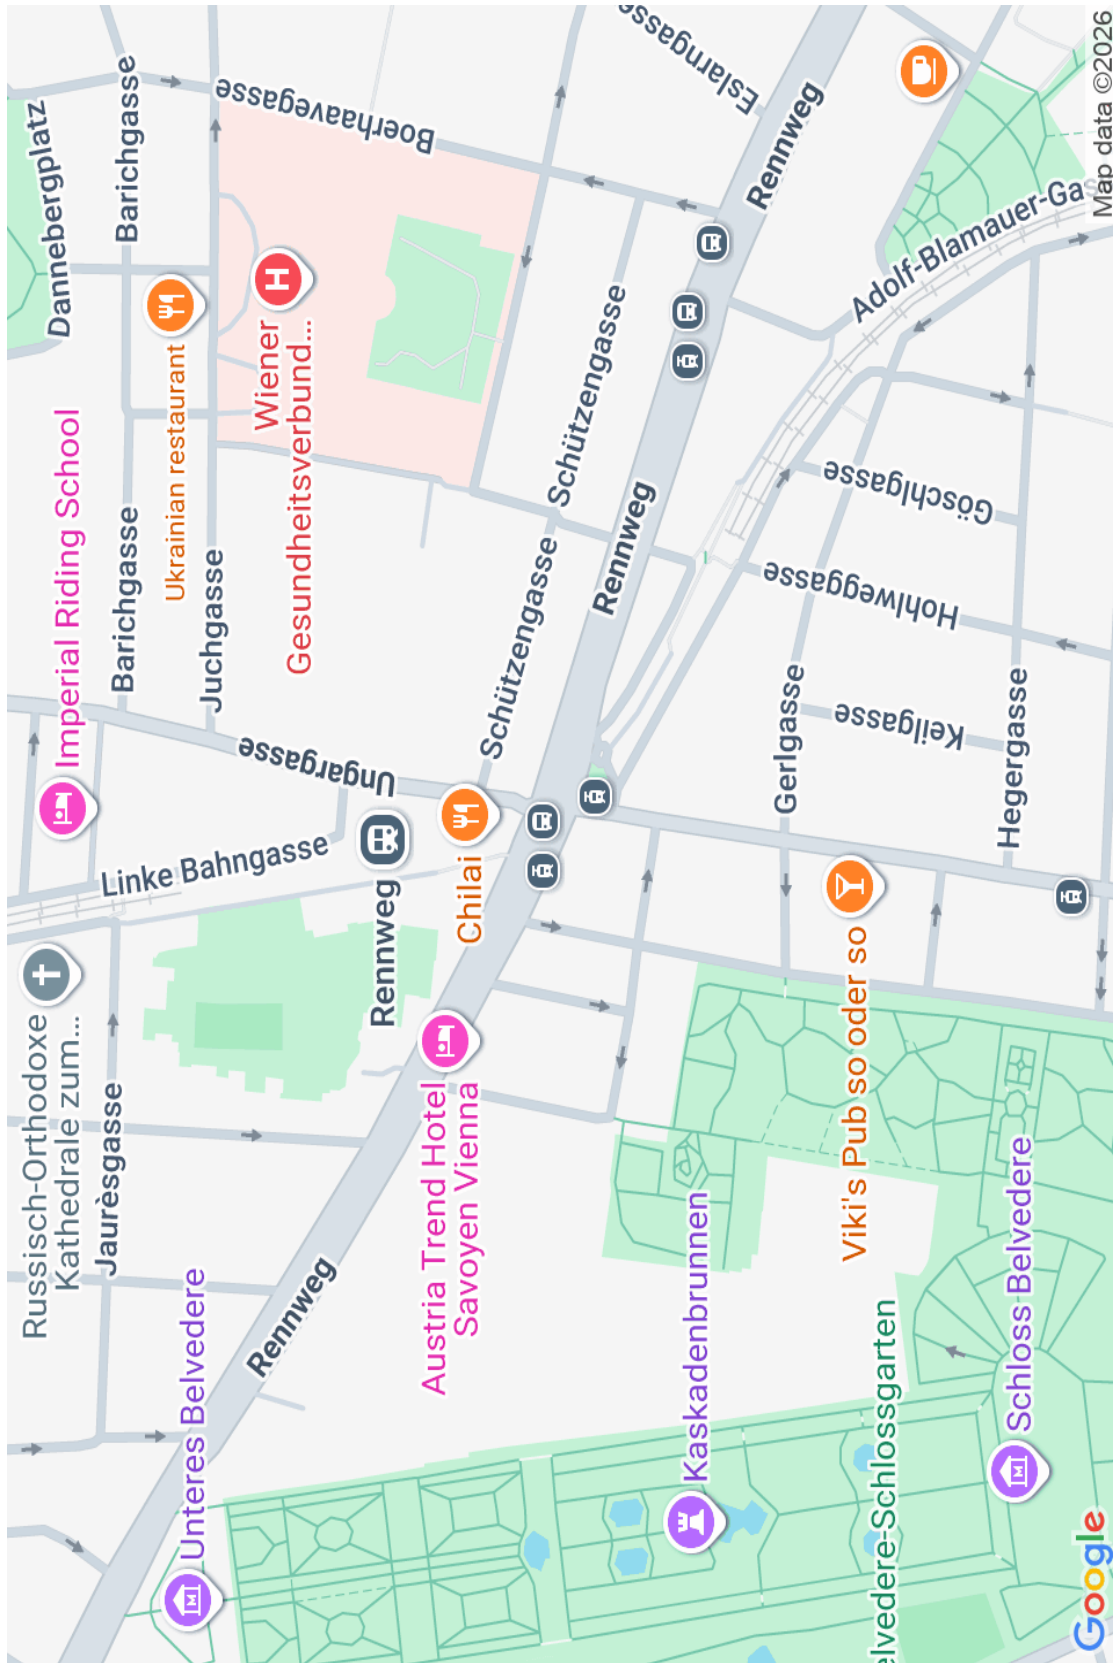 Russisch-Orthodoxe
Kathedrale zum...
Imperial Riding School
Dannebergplatz
Jaurèsgasse
Linke Bahngasse
Barichgasse
Barichgasse
Ukrainian restaurant
Unteres Belvedere
Juchgasse
Wiener
Gesundheitsverbund...
Boerhaavegasse
Ungargasse
Rennweg
Rennweg
Chilai
Austria Trend Hotel
Savoyen Vienna
Schützengasse
Schützengasse
Rennweg
Rennweg
Eslarngasse
Eslarngasse
Kaskadenbrunnen
Viki's Pub so oder so
Gerlgasse
Keilgasse
Hohlweggasse
Göschlgasse
Adolf-Blamauer-Gas
elvedere-Schlossgarten
Schloss Belvedere
Hegergasse
Google
Map data ©2026